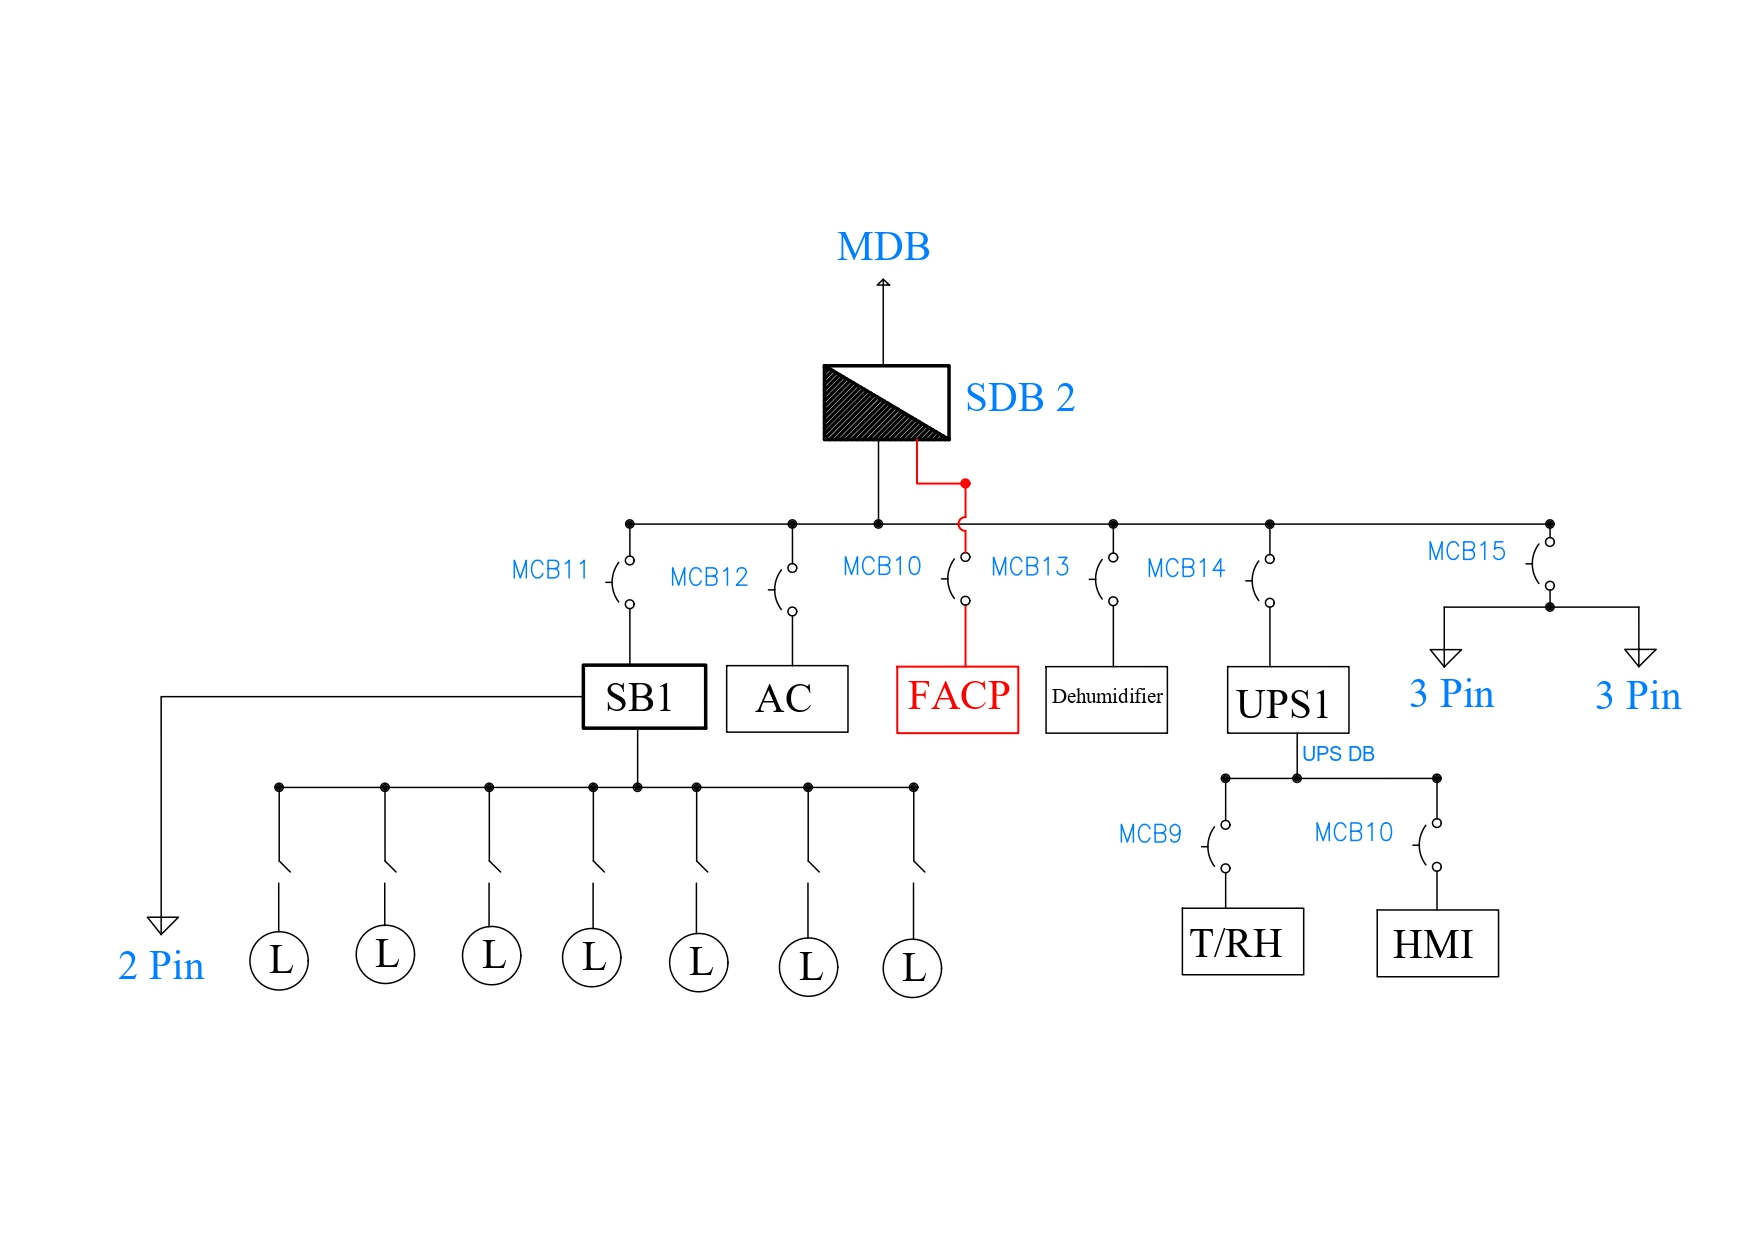 MDB
SDB 2
MCB11
MCB12
MCB10
MCB13
MCB14
MCB15
SB1
AC
FACP
Dehumidifier
UPS1
3 Pin
3 Pin
UPS DB
MCB9
MCB10
2 Pin
L
L
L
L
L
L
L
T/RH
HMI